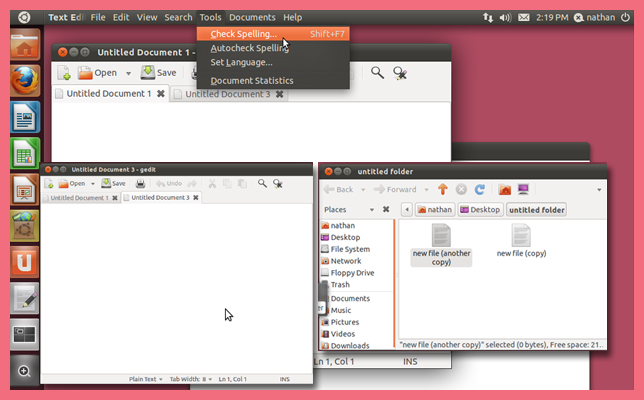 Text Edi File Edit View Search Tools Documents Help 2:19 PM nathan
Check Spelling... Shift+F7
Autocheck Spelling
Set Language...
Document Statistics
Untitled Document 1 -
Open Save
Untitled Document 1 Untitled Document 3
Untitled Document 3 - gedit
Open Save Undo
Untitled Document 1 Untitled Document 3
Plain Text Tab Width: 8 Ln 1, Col 1 INS
untitled folder
Back Forward
Places nathan Desktop untitled folder
nathan
Desktop
File System
Network
Floppy Drive
Trash
Documents
Music
Pictures
Videos
Downloads
new file (another
copy)
new file (copy)
"new file (another copy)" selected (0 bytes), Free space: 21...
Ln 1, Col 1 INS